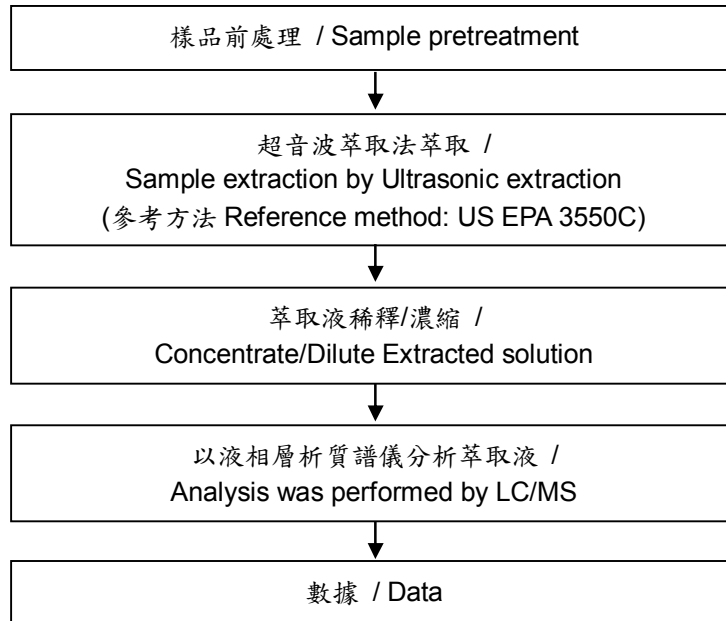 樣品前處理 / Sample pretreatment
超音波萃取法萃取 /
Sample extraction by Ultrasonic extraction
(參考方法 Reference method: US EPA 3550C)
萃取液稀釋/濃縮 /
Concentrate/Dilute Extracted solution
以液相層析質譜儀分析萃取液 /
Analysis was performed by LC/MS
數據 / Data